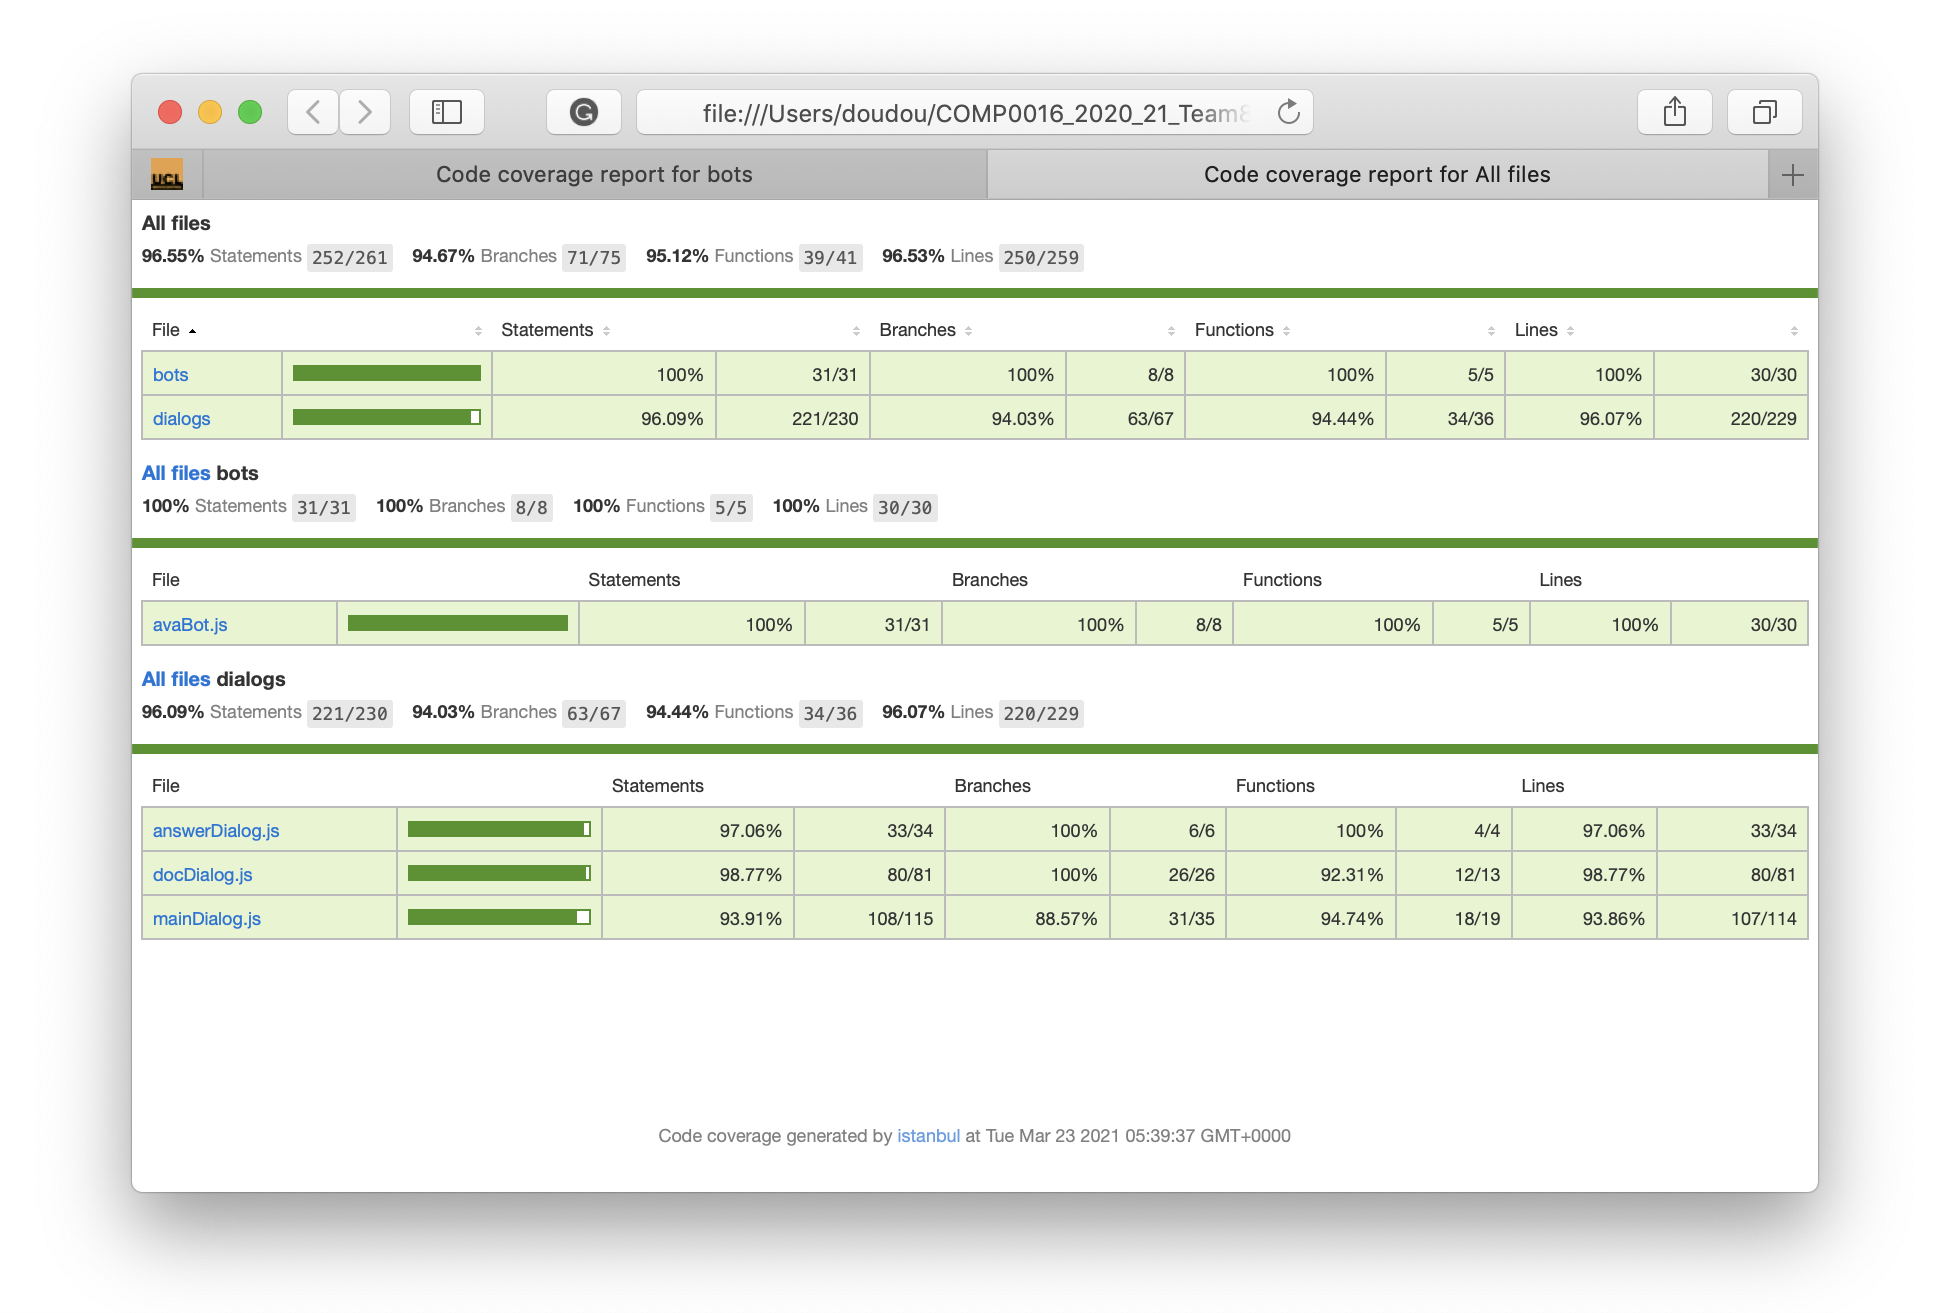 file:///Users/doudou/COMP0016_2020_21_Team8
UCL Code coverage report for bots Code coverage report for All files
All files
96.55% Statements 252/261 94.67% Branches 71/75 95.12% Functions 39/41 96.53% Lines 250/259
File Statements Branches Functions Lines
bots 100% 31/31 100% 8/8 100% 5/5 100% 30/30
dialogs 96.09% 221/230 94.03% 63/67 94.44% 34/36 96.07% 220/229
All files bots
100% Statements 31/31 100% Branches 8/8 100% Functions 5/5 100% Lines 30/30
File Statements Branches Functions Lines
avaBot.js 100% 31/31 100% 8/8 100% 5/5 100% 30/30
All files dialogs
96.09% Statements 221/230 94.03% Branches 63/67 94.44% Functions 34/36 96.07% Lines 220/229
File Statements Branches Functions Lines
answerDialog.js 97.06% 33/34 100% 6/6 100% 4/4 97.06% 33/34
docDialog.js 98.77% 80/81 100% 26/26 92.31% 12/13 98.77% 80/81
mainDialog.js 93.91% 108/115 88.57% 31/35 94.74% 18/19 93.86% 107/114
Code coverage generated by istanbul at Tue Mar 23 2021 05:39:37 GMT+0000